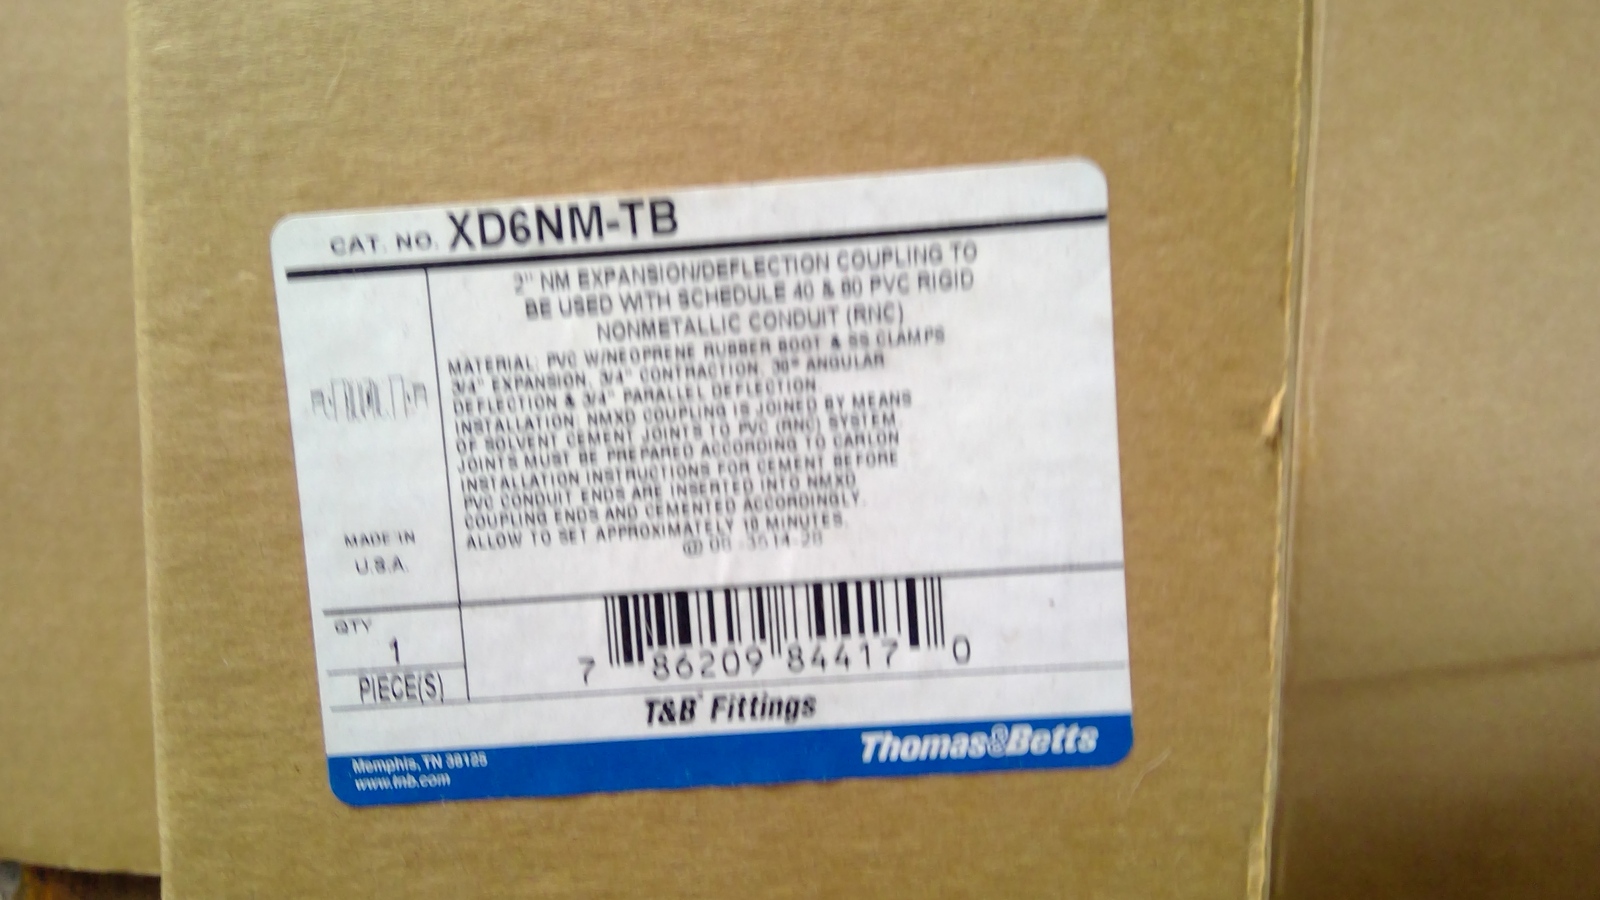 CAT. NO. XD6NM-TB
2" NM EXPANSION/DEFLECTION COUPLING TO
BE USED WITH SCHEDULE 40 & 80 PVC RIGID
NONMETALLIC CONDUIT (RNC)
MATERIAL: PVC W/NEOPRENE RUBBER BOOT & SS CLAMPS
3/4" EXPANSION, 3/4" CONTRACTION, 30° ANGULAR
DEFLECTION & 3/4" PARALLEL DEFLECTION
INSTALLATION: NMXD COUPLING IS JOINED BY MEANS
OF SOLVENT CEMENT JOINTS TO PVC (RNC) SYSTEM.
JOINTS MUST BE PREPARED ACCORDING TO CARLON
INSTALLATION INSTRUCTIONS FOR CEMENT BEFORE
PVC CONDUIT ENDS ARE INSERTED INTO NMXD
COUPLING ENDS AND CEMENTED ACCORDINGLY.
ALLOW TO SET APPROXIMATELY 10 MINUTES.
MADE IN
U.S.A.
QTY
1
PIECE(S)
7 86209 84417 0
T&B Fittings
Thomas&Betts
Memphis, TN 38125
www.tnb.com